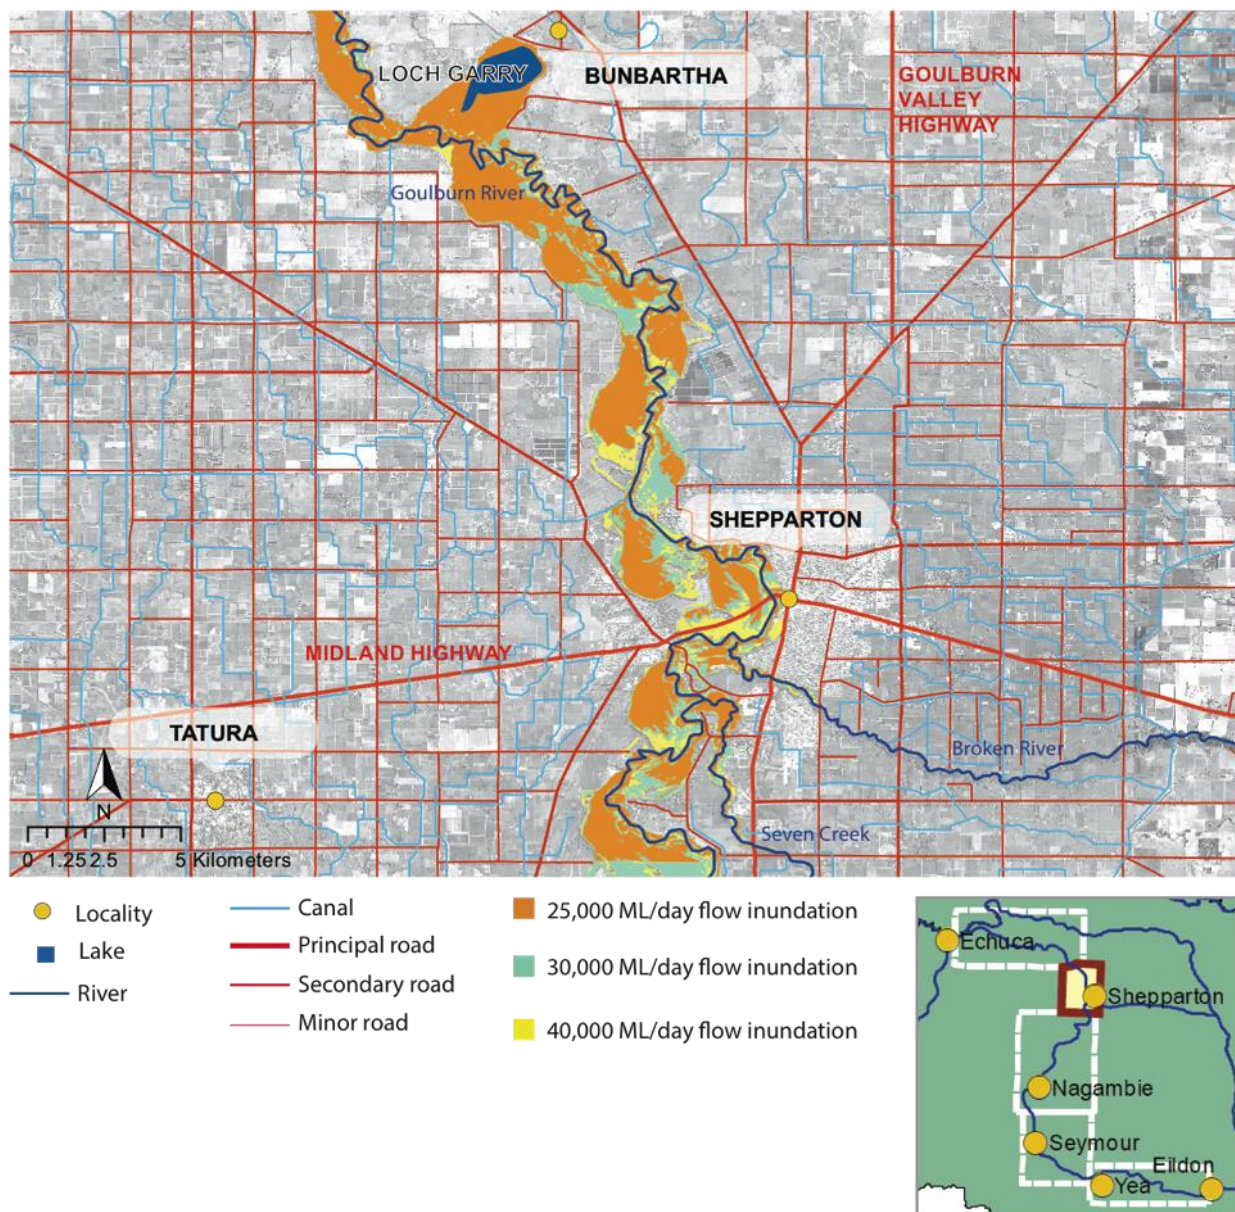 LOCH GARRY
BUNBARTHA
GOULBURN
VALLEY
HIGHWAY
Goulburn River
SHEPPARTON
MIDLAND HIGHWAY
TATURA
Broken River
N
Seven Creek
0 1.25 2.5 5 Kilometers
Locality
Lake
River
Canal
Principal road
Secondary road
Minor road
25,000 ML/day flow inundation
30,000 ML/day flow inundation
40,000 ML/day flow inundation
Echuca
Shepparton
Nagambie
Seymour
Eildon
Yea